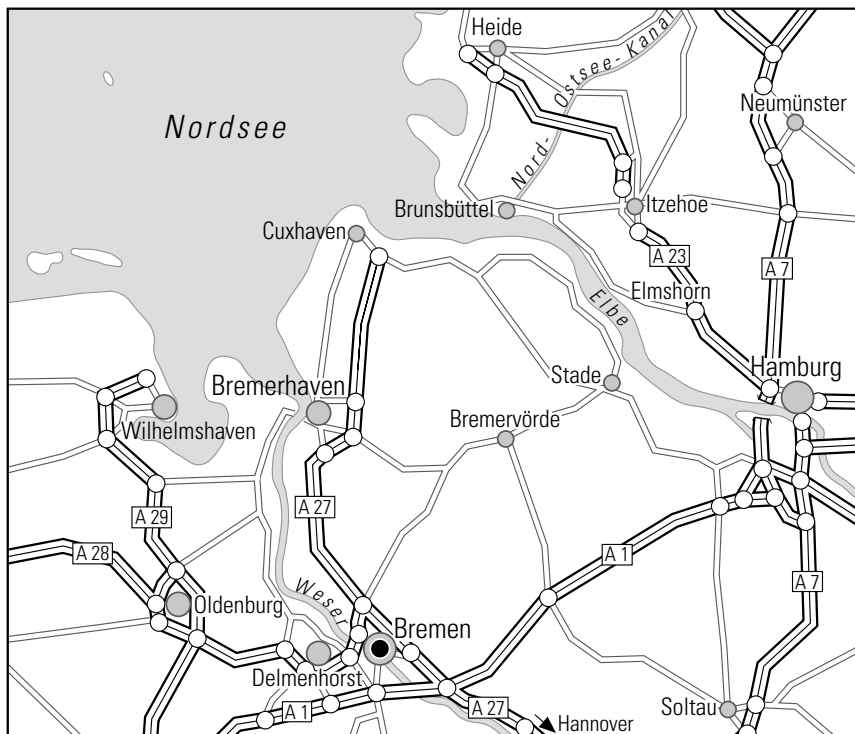 Heide
Nord-Ostsee-Kanal
Nordsee
Neumünster
Brunsbüttel
Itzehoe
Cuxhaven
A 23
A 7
Elmshorn
Elbe
Hamburg
Stade
Bremerhaven
Bremervörde
Wilhelmshaven
A 27
A 29
A 28
A 1
A 7
Weser
Oldenburg
Bremen
Delmenhorst
A 1
A 27
Hannover
Soltau